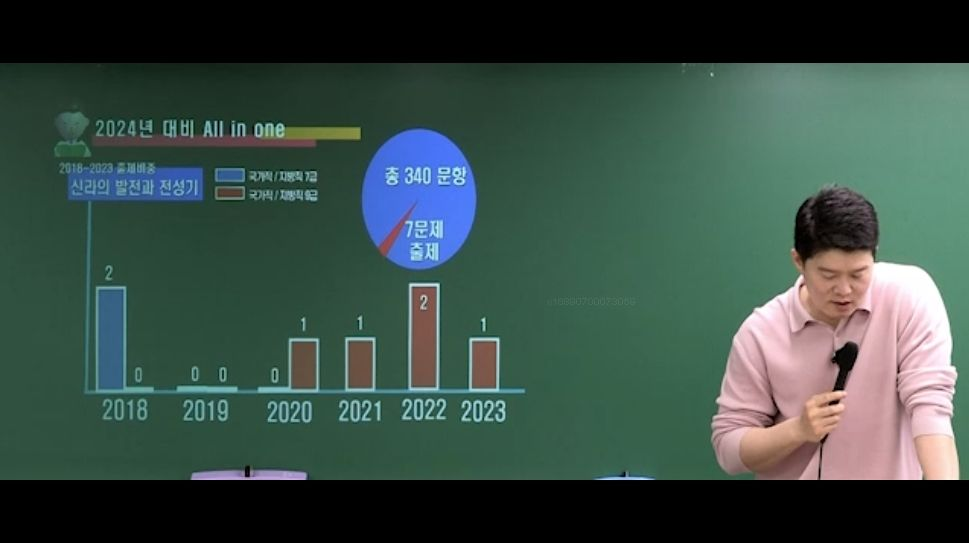 2024년 대비 All in one
2018-2023 출제비중
신라의 발전과 전성기
국가직 / 지방직 7급
국가직 / 지방직 9급
총 340 문항
7문제
출제
2
0
0
0
0
1
1
2
1
2018
2019
2020
2021
2022
2023